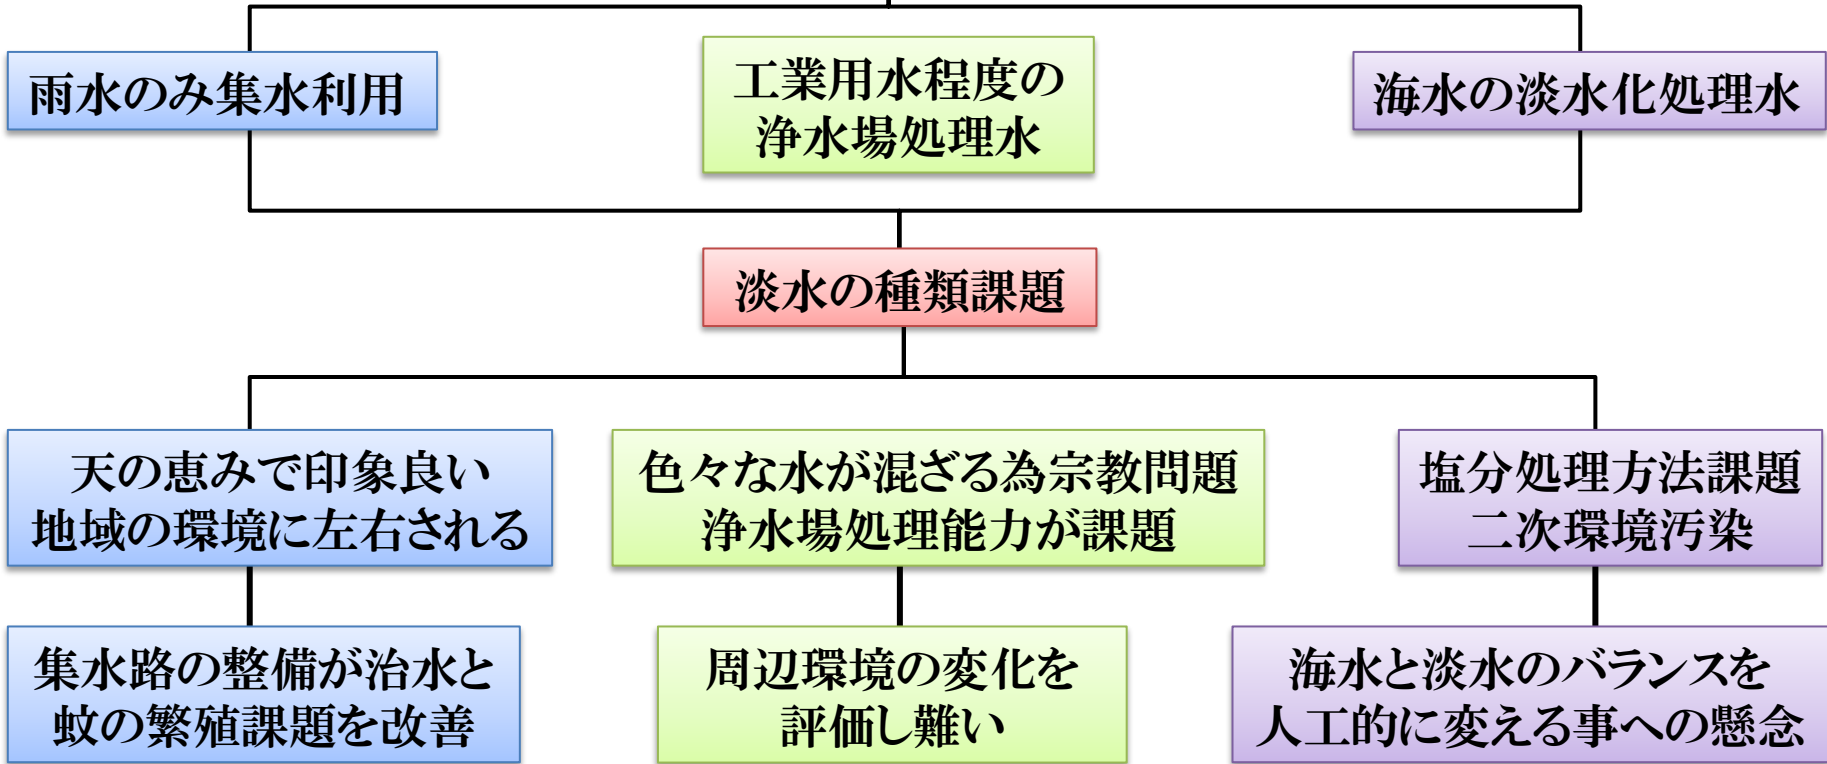 雨水のみ集水利用
工業用水程度の
浄水場処理水
海水の淡水化処理水
淡水の種類課題
天の恵みで印象良い
地域の環境に左右される
色々な水が混ざる為宗教問題
浄水場処理能力が課題
塩分処理方法課題
二次環境汚染
集水路の整備が治水と
蚊の繁殖課題を改善
周辺環境の変化を
評価し難い
海水と淡水のバランスを
人工的に変える事への懸念